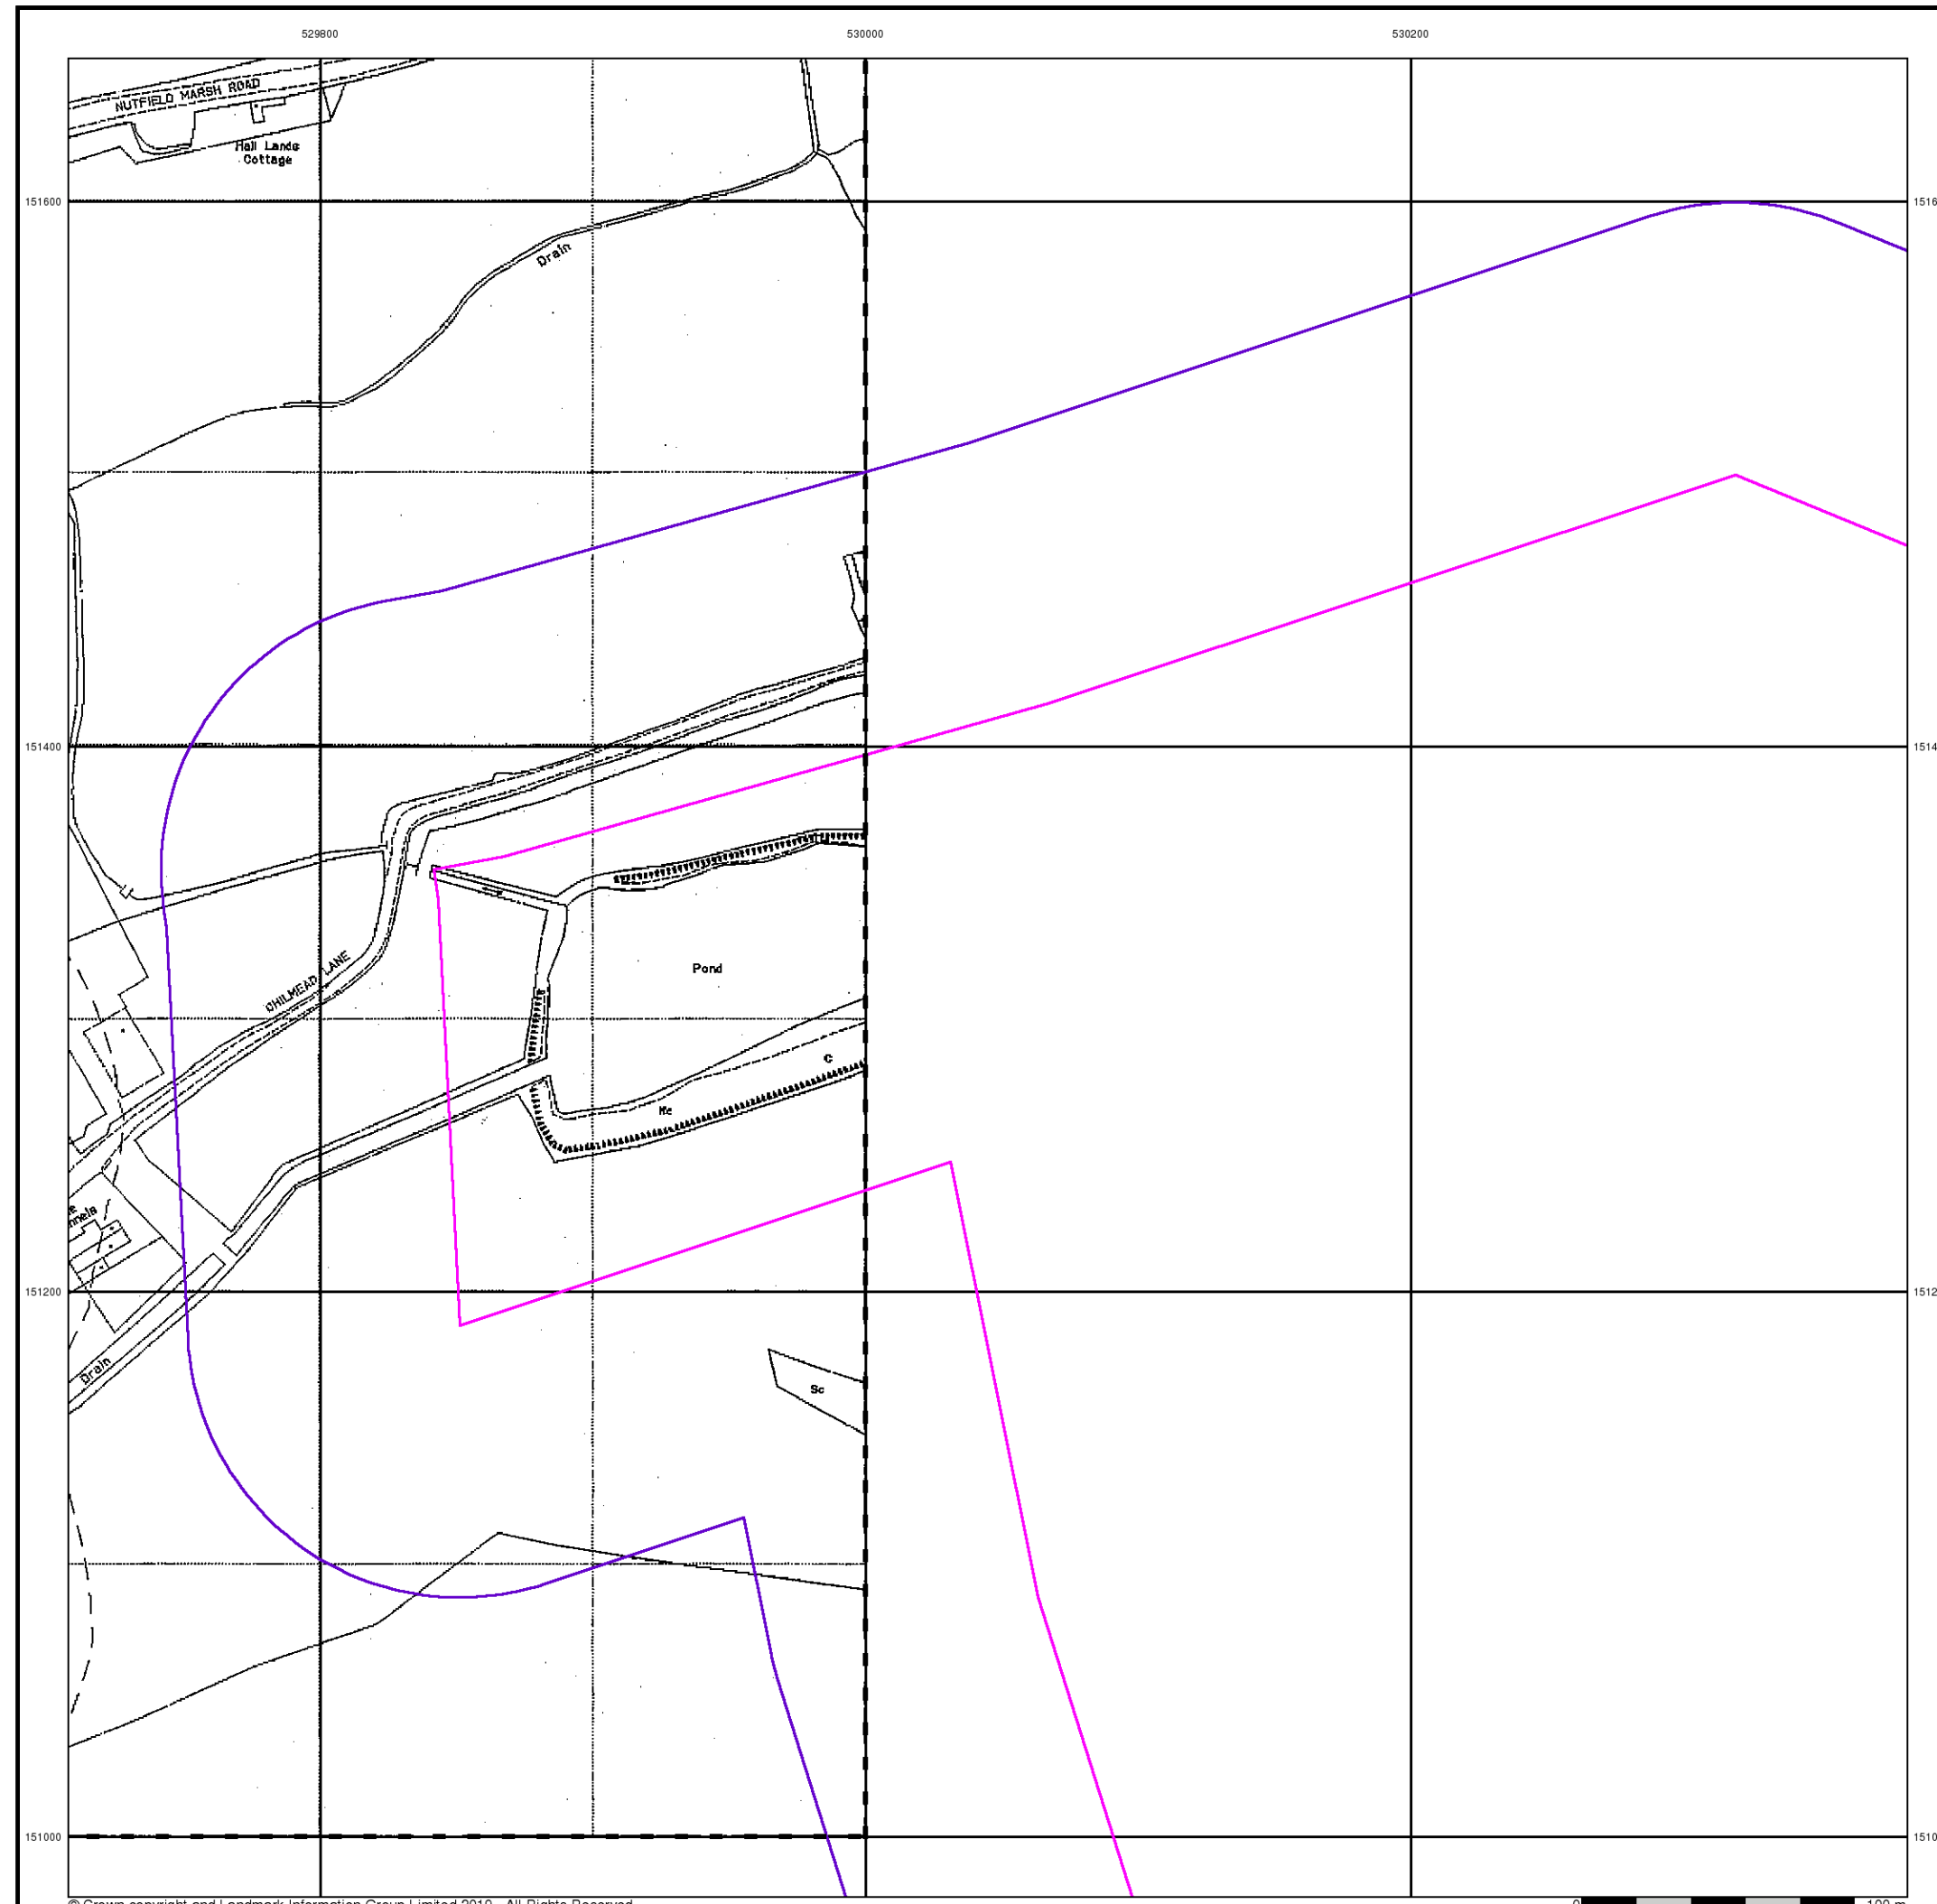 529800 530000 530200
NUTFIELD MARSH ROAD
Hall Lands
Cottage
151600
Drain
151400
CHILMEAD LANE
Pond
C
Mc
151200
Drain
Sc
151000
© Crown copyright and Landmark Information Group Limited 2019. All Rights Reserved.
0 100 m